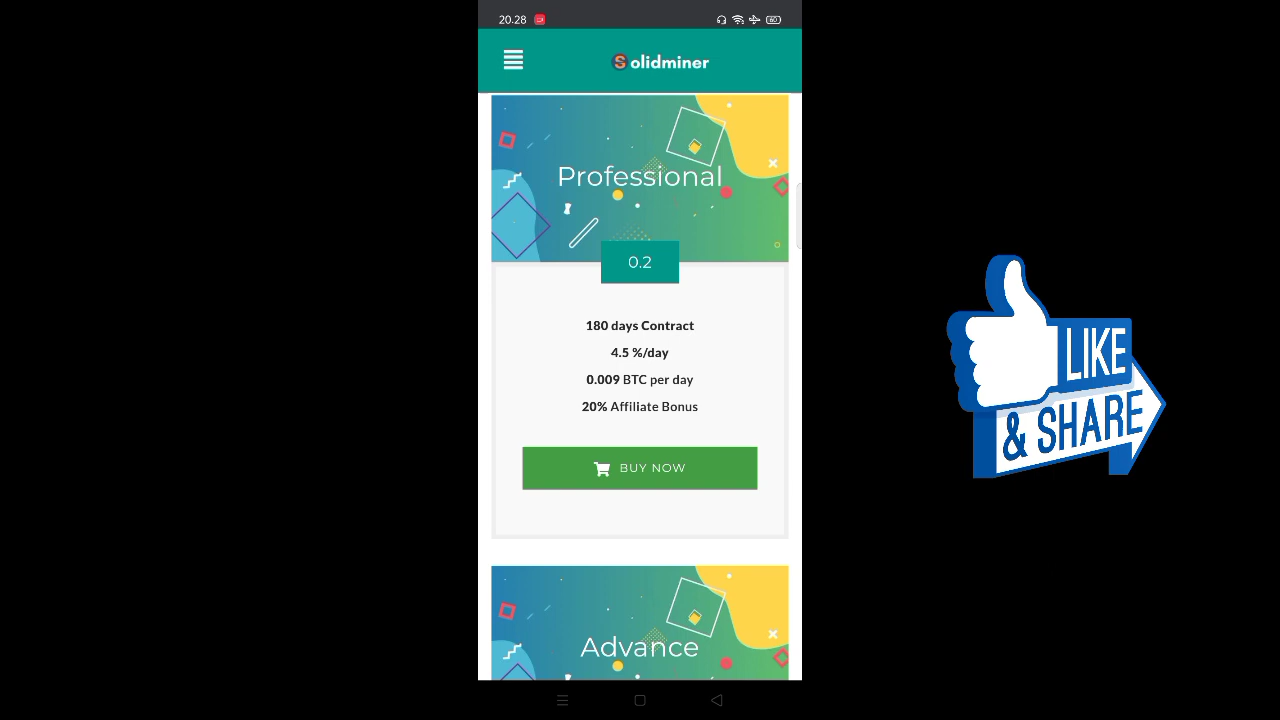 20.28
60
Solidminer
Professional
0.2
180 days Contract
4.5 %/day
0.009 BTC per day
20% Affiliate Bonus
BUY NOW
Advance
LIKE
& SHARE